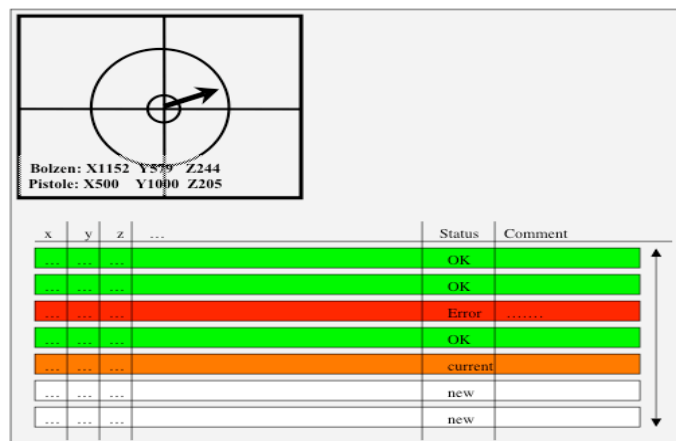 Bolzen: X1152 Y579 Z244
Pistole: X500 Y1000 Z205
x y z … Status Comment
… … … OK
… … … OK
… … … Error …….
… … … OK
… … … current
… … … new
… … … new